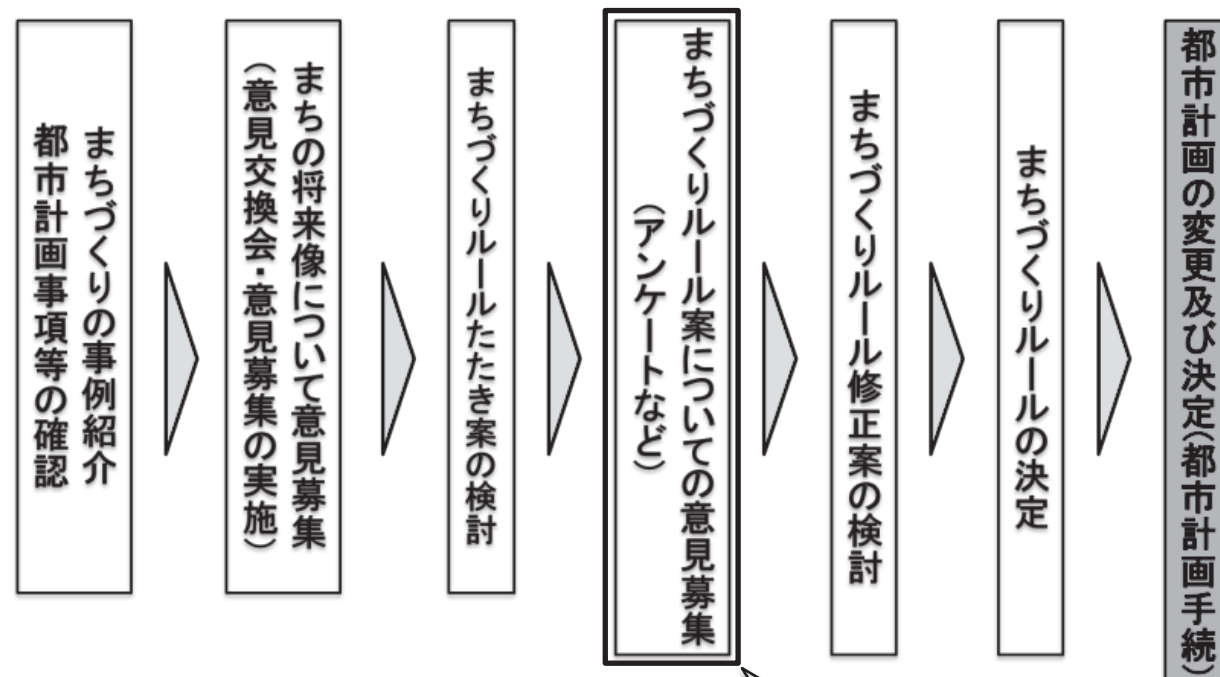 まちづくりの事例紹介
都市計画事項等の確認
まちの将来像について意見募集
（意見交換会・意見募集の実施）
まちづくりルールたたき案の検討
まちづくりルール案についての意見募集
（アンケートなど）
まちづくりルール修正案の検討
まちづくりルールの決定
都市計画の変更及び決定（都市計画手続）